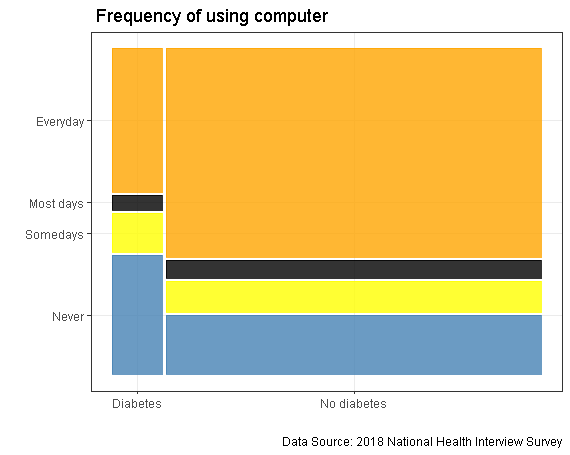 Frequency of using computer
Everyday
Most days
Somedays
Never
Diabetes
No diabetes
Data Source: 2018 National Health Interview Survey